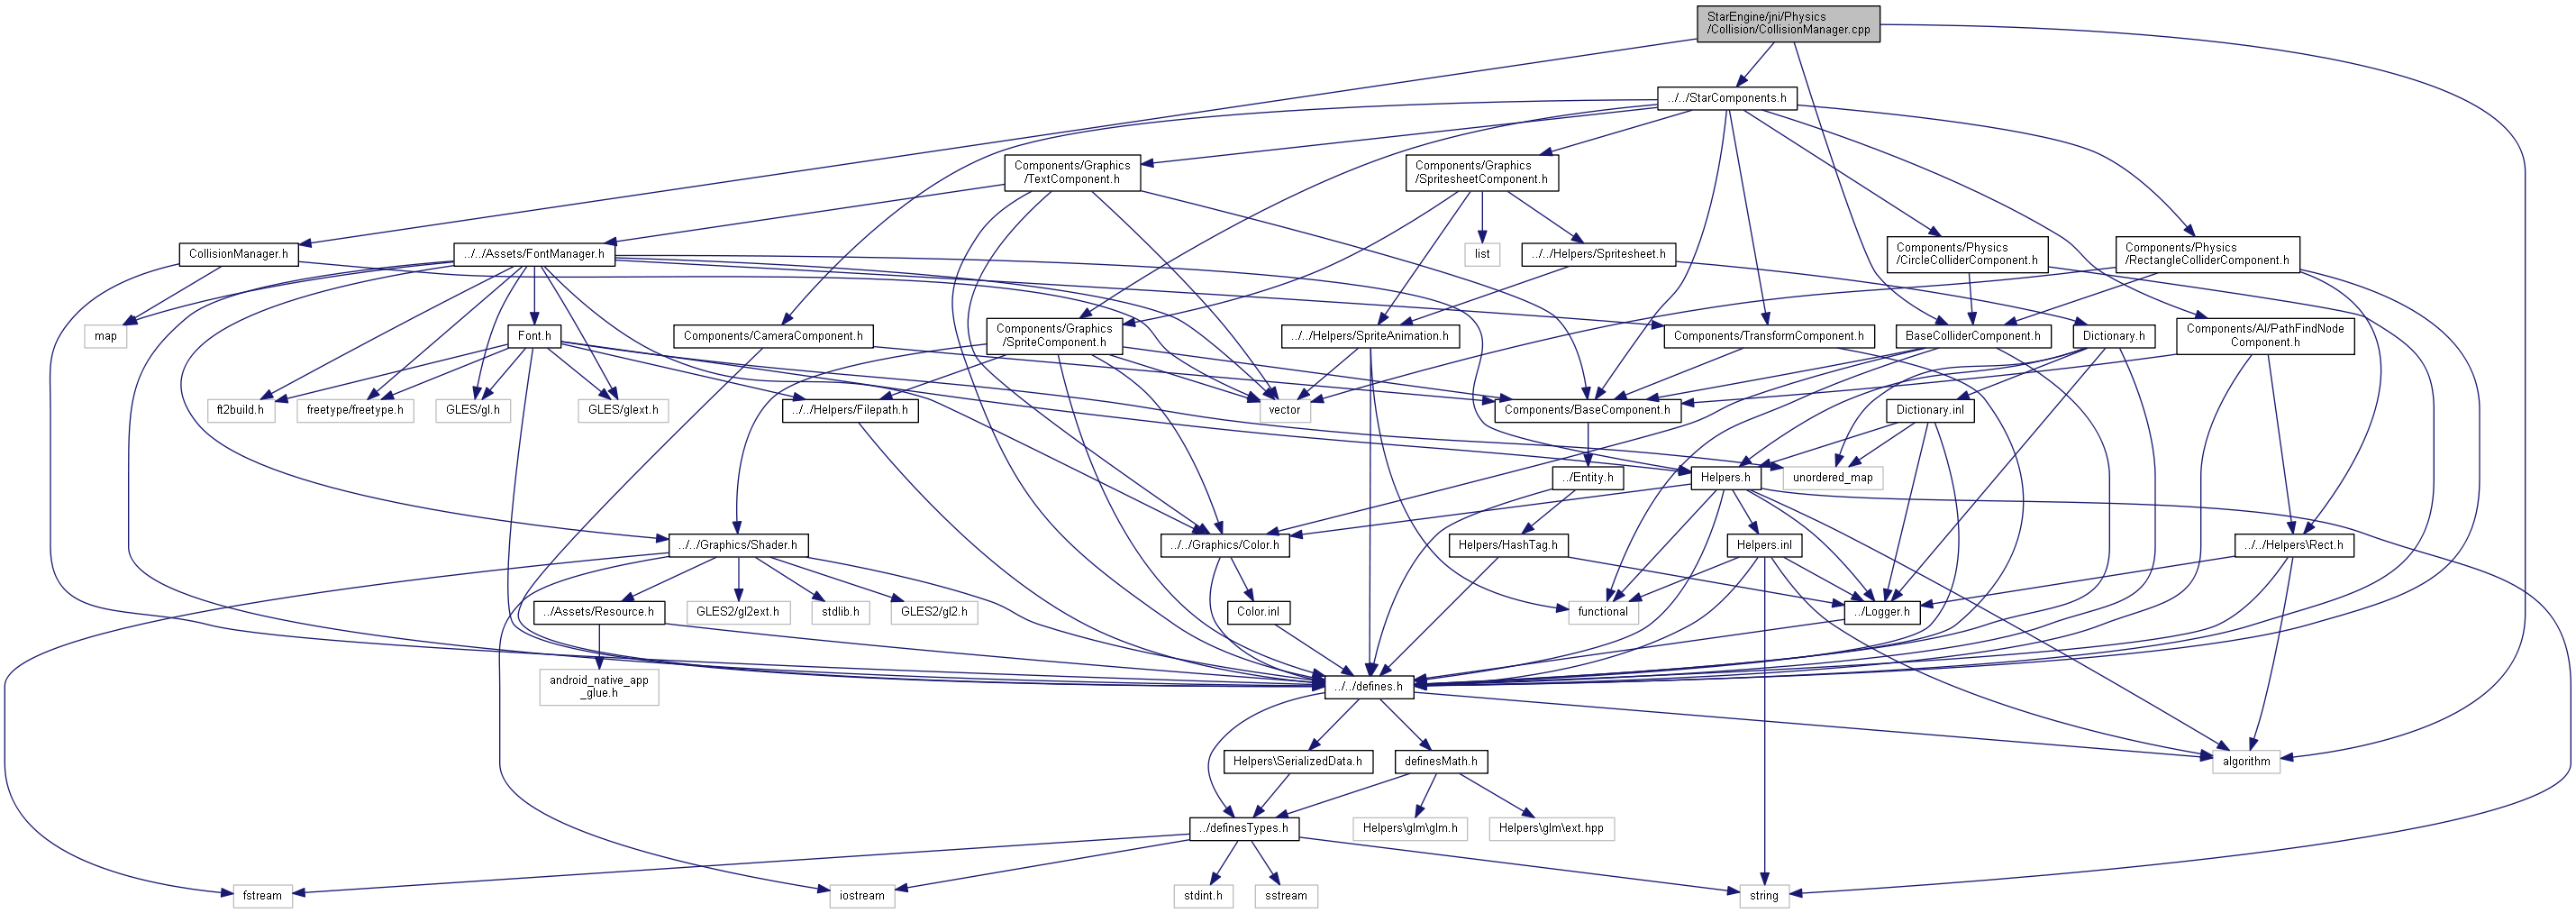 StarEngine/jni/Physics
/Collision/CollisionManager.cpp
../../StarComponents.h
Components/Graphics
/TextComponent.h
Components/Graphics
/SpritesheetComponent.h
CollisionManager.h
../../Assets/FontManager.h
list
../../Helpers/Spritesheet.h
Components/Physics
/CircleColliderComponent.h
Components/Physics
/RectangleColliderComponent.h
map
Font.h
Components/CameraComponent.h
Components/Graphics
/SpriteComponent.h
../../Helpers/SpriteAnimation.h
Components/TransformComponent.h
BaseColliderComponent.h
Dictionary.h
Components/AI/PathFindNode
Component.h
ft2build.h
freetype/freetype.h
GLES/gl.h
GLES/glext.h
../../Helpers/Filepath.h
vector
Components/BaseComponent.h
Dictionary.inl
../Entity.h
Helpers.h
unordered_map
../../Graphics/Shader.h
../../Graphics/Color.h
Helpers/HashTag.h
Helpers.inl
../../Helpers\Rect.h
../Assets/Resource.h
GLES2/gl2ext.h
stdlib.h
GLES2/gl2.h
Color.inl
functional
../Logger.h
android_native_app
_glue.h
../../defines.h
Helpers\SerializedData.h
definesMath.h
algorithm
../definesTypes.h
Helpers\glm\glm.h
Helpers\glm\ext.hpp
fstream
iostream
stdint.h
sstream
string